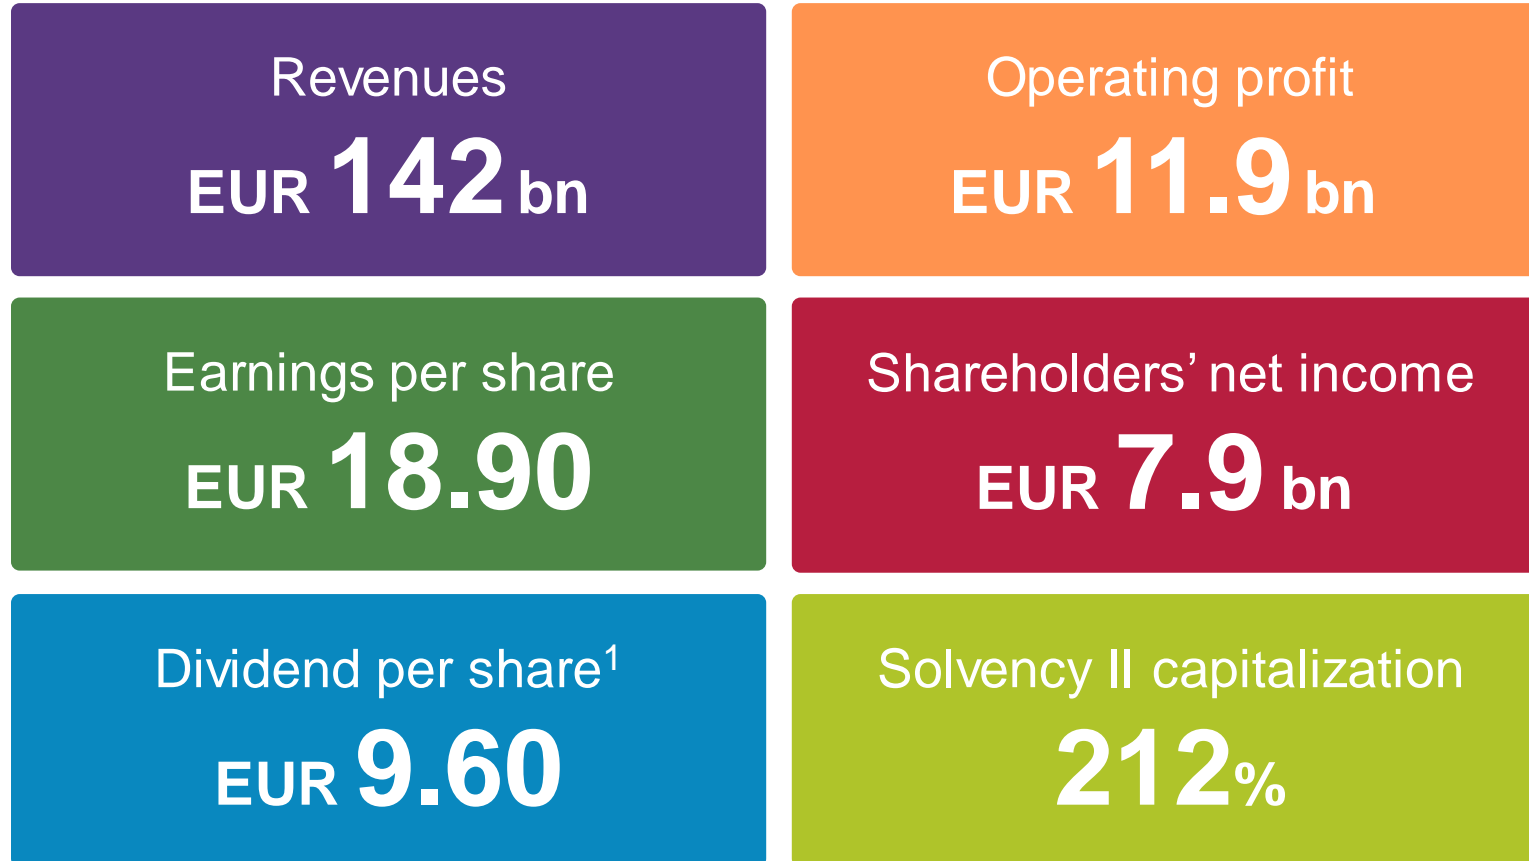 Revenues
EUR 142 bn
Operating profit
EUR 11.9 bn
Earnings per share
EUR 18.90
Shareholders’ net income
EUR 7.9 bn
Dividend per share¹
EUR 9.60
Solvency II capitalization
212%